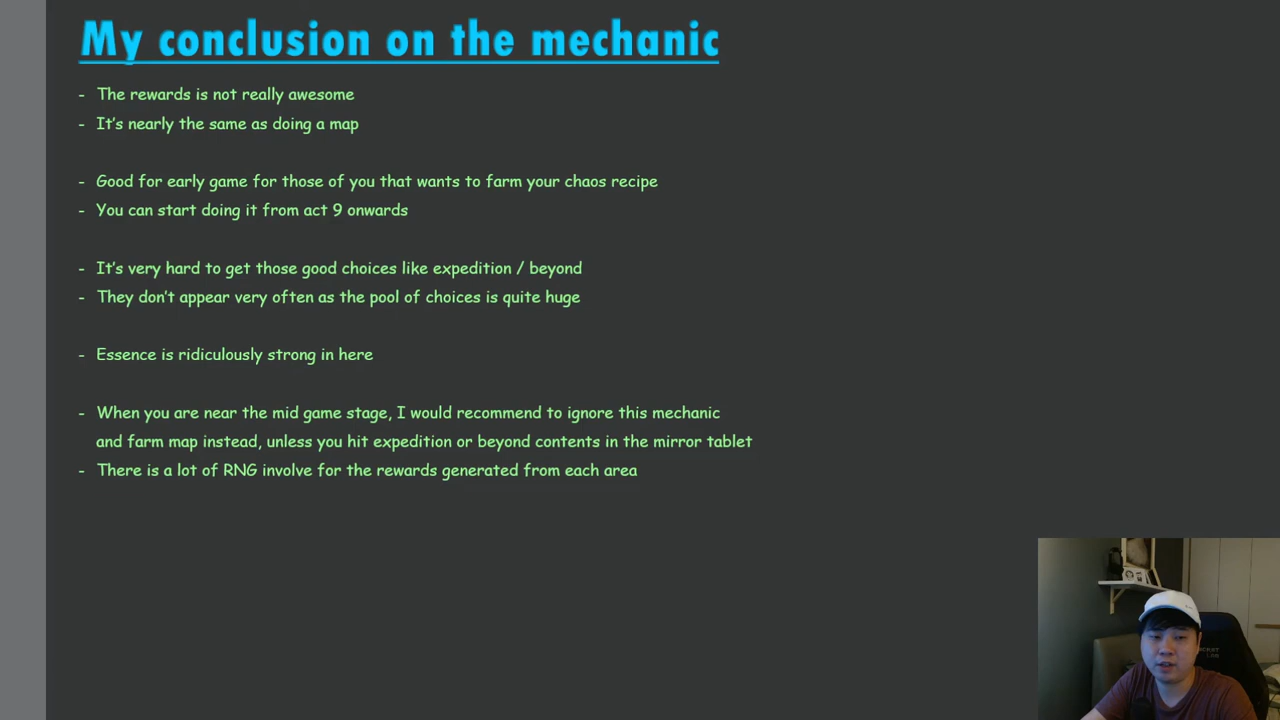 My conclusion on the mechanic
- The rewards is not really awesome
- It's nearly the same as doing a map
- Good for early game for those of you that wants to farm your chaos recipe
- You can start doing it from act 9 onwards
- It's very hard to get those good choices like expedition / beyond
- They don't appear very often as the pool of choices is quite huge
- Essence is ridiculously strong in here
- When you are near the mid game stage, I would recommend to ignore this mechanic
and farm map instead, unless you hit expedition or beyond contents in the mirror tablet
- There is a lot of RNG involve for the rewards generated from each area